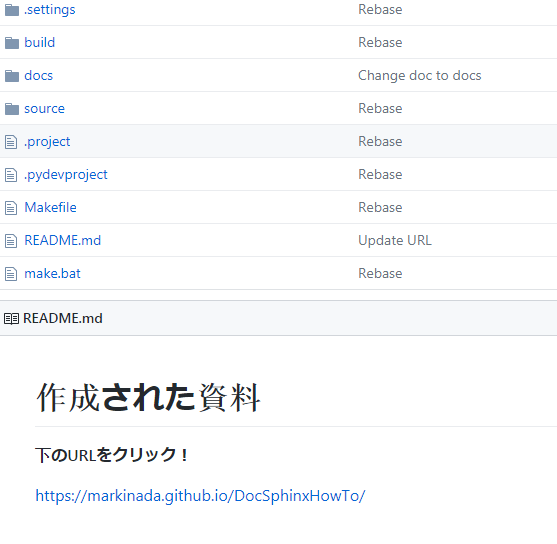 .settings Rebase
build Rebase
docs Change doc to docs
source Rebase
.project Rebase
.pydevproject Rebase
Makefile Rebase
README.md Update URL
make.bat Rebase
README.md
作成された資料
下のURLをクリック！
https://markinada.github.io/DocSphinxHowTo/